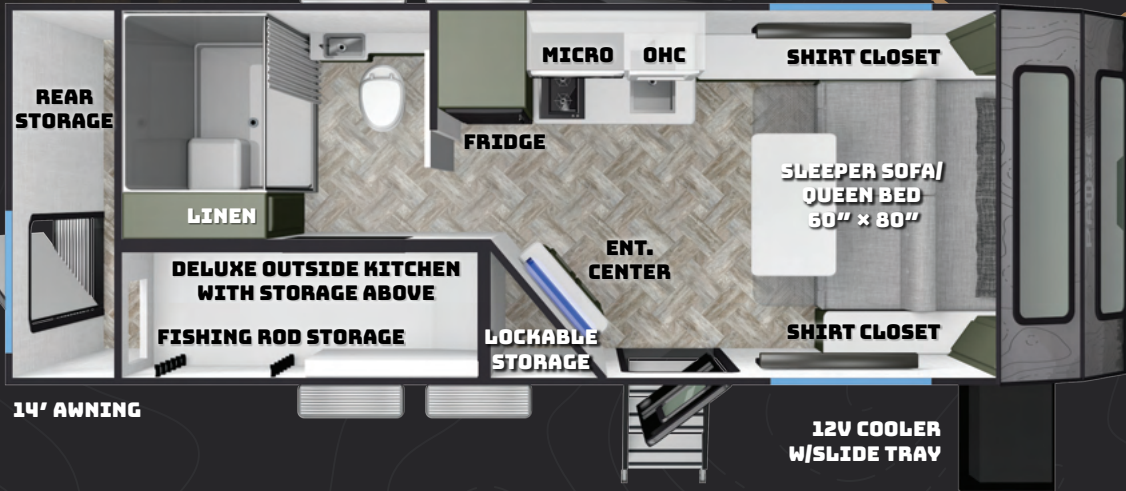 REAR
STORAGE
MICRO
OHC
SHIRT CLOSET
FRIDGE
SLEEPER SOFA/
QUEEN BED
60” × 80”
LINEN
ENT.
CENTER
DELUXE OUTSIDE KITCHEN
WITH STORAGE ABOVE
FISHING ROD STORAGE
LOCKABLE
STORAGE
SHIRT CLOSET
14’ AWNING
12V COOLER
W/SLIDE TRAY